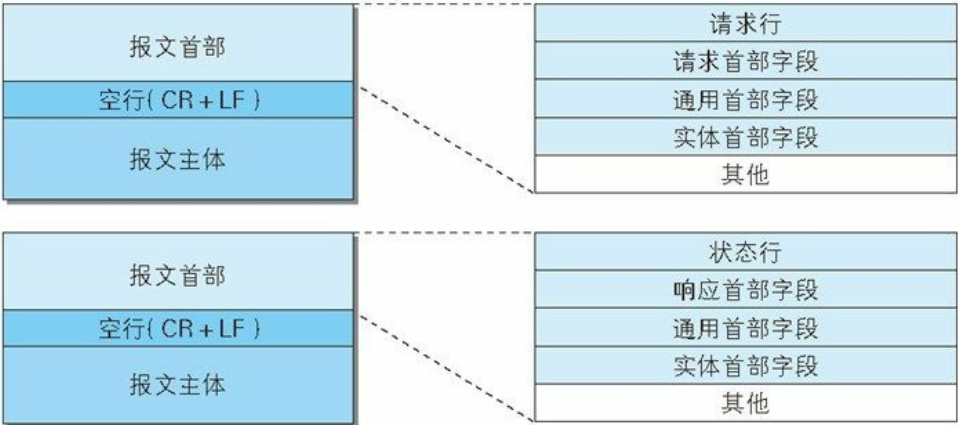 报文首部
空行(CR+LF)
报文主体
请求行
请求首部字段
通用首部字段
实体首部字段
其他
报文首部
空行(CR+LF)
报文主体
状态行
响应首部字段
通用首部字段
实体首部字段
其他